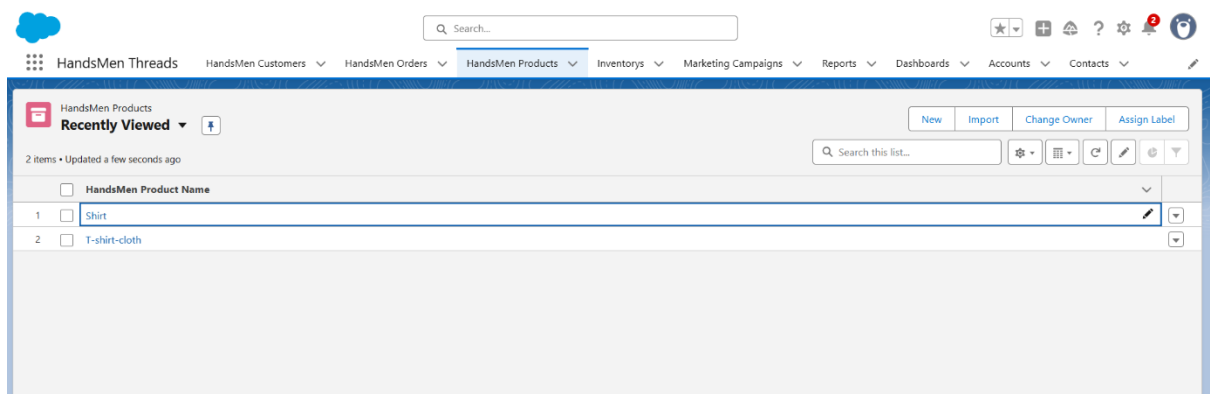 Search...
2
HandsMen Threads HandsMen Customers HandsMen Orders HandsMen Products Inventorys Marketing Campaigns Reports Dashboards Accounts Contacts
HandsMen Products
Recently Viewed
New Import Change Owner Assign Label
2 items • Updated a few seconds ago
Search this list...
HandsMen Product Name
1 Shirt
2 T-shirt-cloth